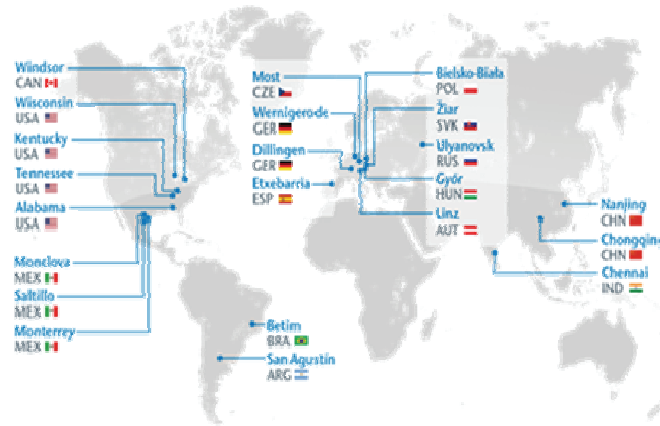 Windsor
CAN
Wiisconsin
USA
Kentucky
USA
Tennessee
USA
Alabama
USA
Monclova
MEX
Saltillo
MEX
Monterrey
MEX
Most
CZE
Wernigerode
GER
Dillingen
GER
Etxebarria
ESP
Bielsko-Biała
POL
Žiar
SVK
Ulyanovsk
RUS
Győr
HUN
Linz
AUT
Nanjing
CHN
Chongqing
CHN
Chennai
IND
Betim
BRA
San Agustín
ARG